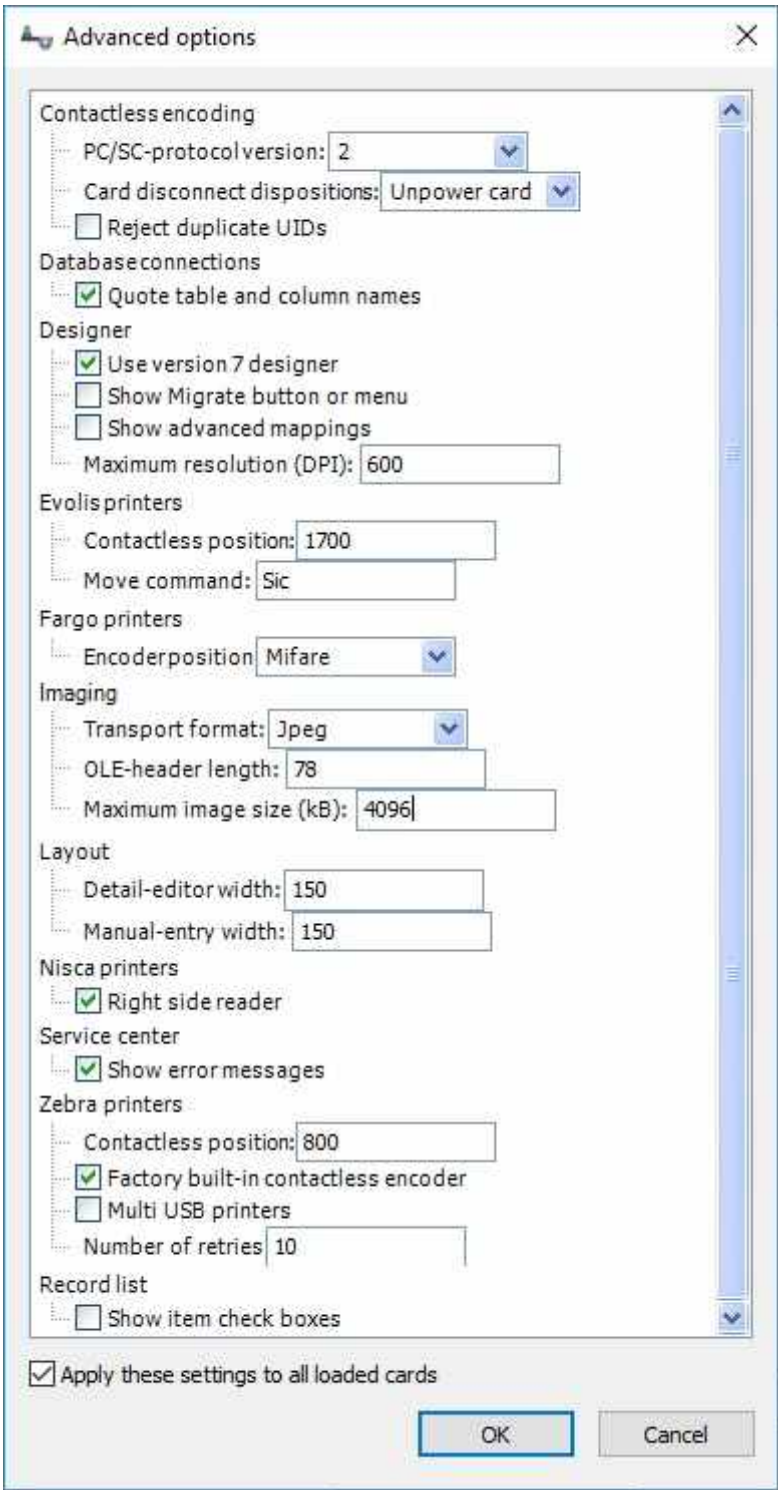 Advanced options
Contactless encoding
PC/SC-protocol version: 2
Card disconnect dispositions: Unpower card
Reject duplicate UIDs
Database connections
Quote table and column names
Designer
Use version 7 designer
Show Migrate button or menu
Show advanced mappings
Maximum resolution (DPI): 600
Evolis printers
Contactless position: 1700
Move command: Sic
Fargo printers
Encoder position Mifare
Imaging
Transport format: Jpeg
OLE-header length: 78
Maximum image size (kB): 4096
Layout
Detail-editor width: 150
Manual-entry width: 150
Nisca printers
Right side reader
Service center
Show error messages
Zebra printers
Contactless position: 800
Factory built-in contactless encoder
Multi USB printers
Number of retries 10
Record list
Show item check boxes
Apply these settings to all loaded cards
OK Cancel